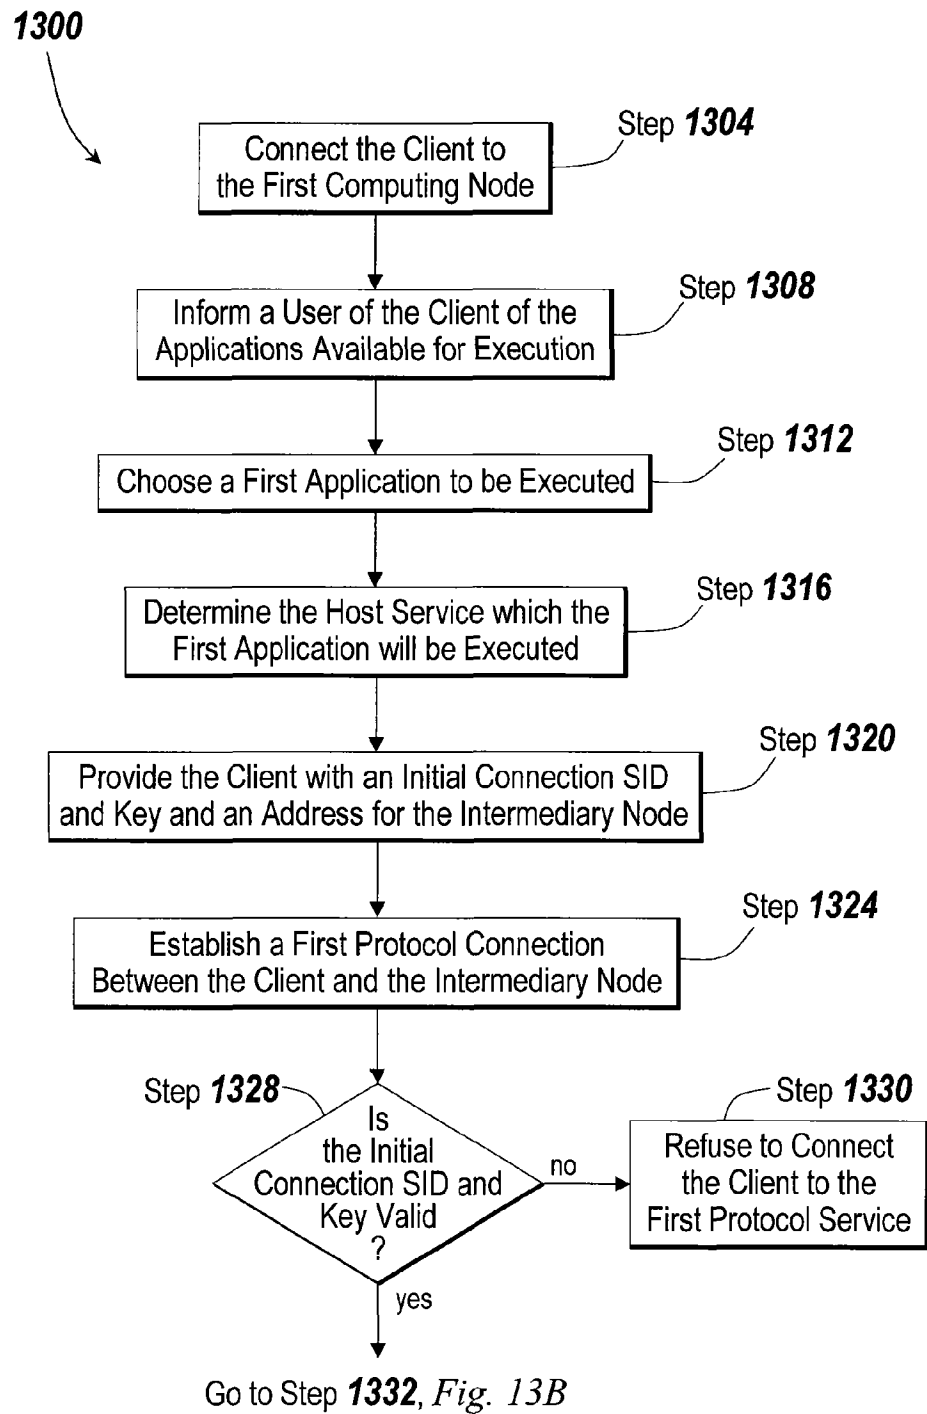 1300
Step 1304
Connect the Client to
the First Computing Node
Step 1308
Inform a User of the Client of the
Applications Available for Execution
Step 1312
Choose a First Application to be Executed
Step 1316
Determine the Host Service which the
First Application will be Executed
Step 1320
Provide the Client with an Initial Connection SID
and Key and an Address for the Intermediary Node
Step 1324
Establish a First Protocol Connection
Between the Client and the Intermediary Node
Step 1328
Is
the Initial
Connection SID and
Key Valid
?
no
Step 1330
Refuse to Connect
the Client to the
First Protocol Service
yes
Go to Step 1332, Fig. 13B